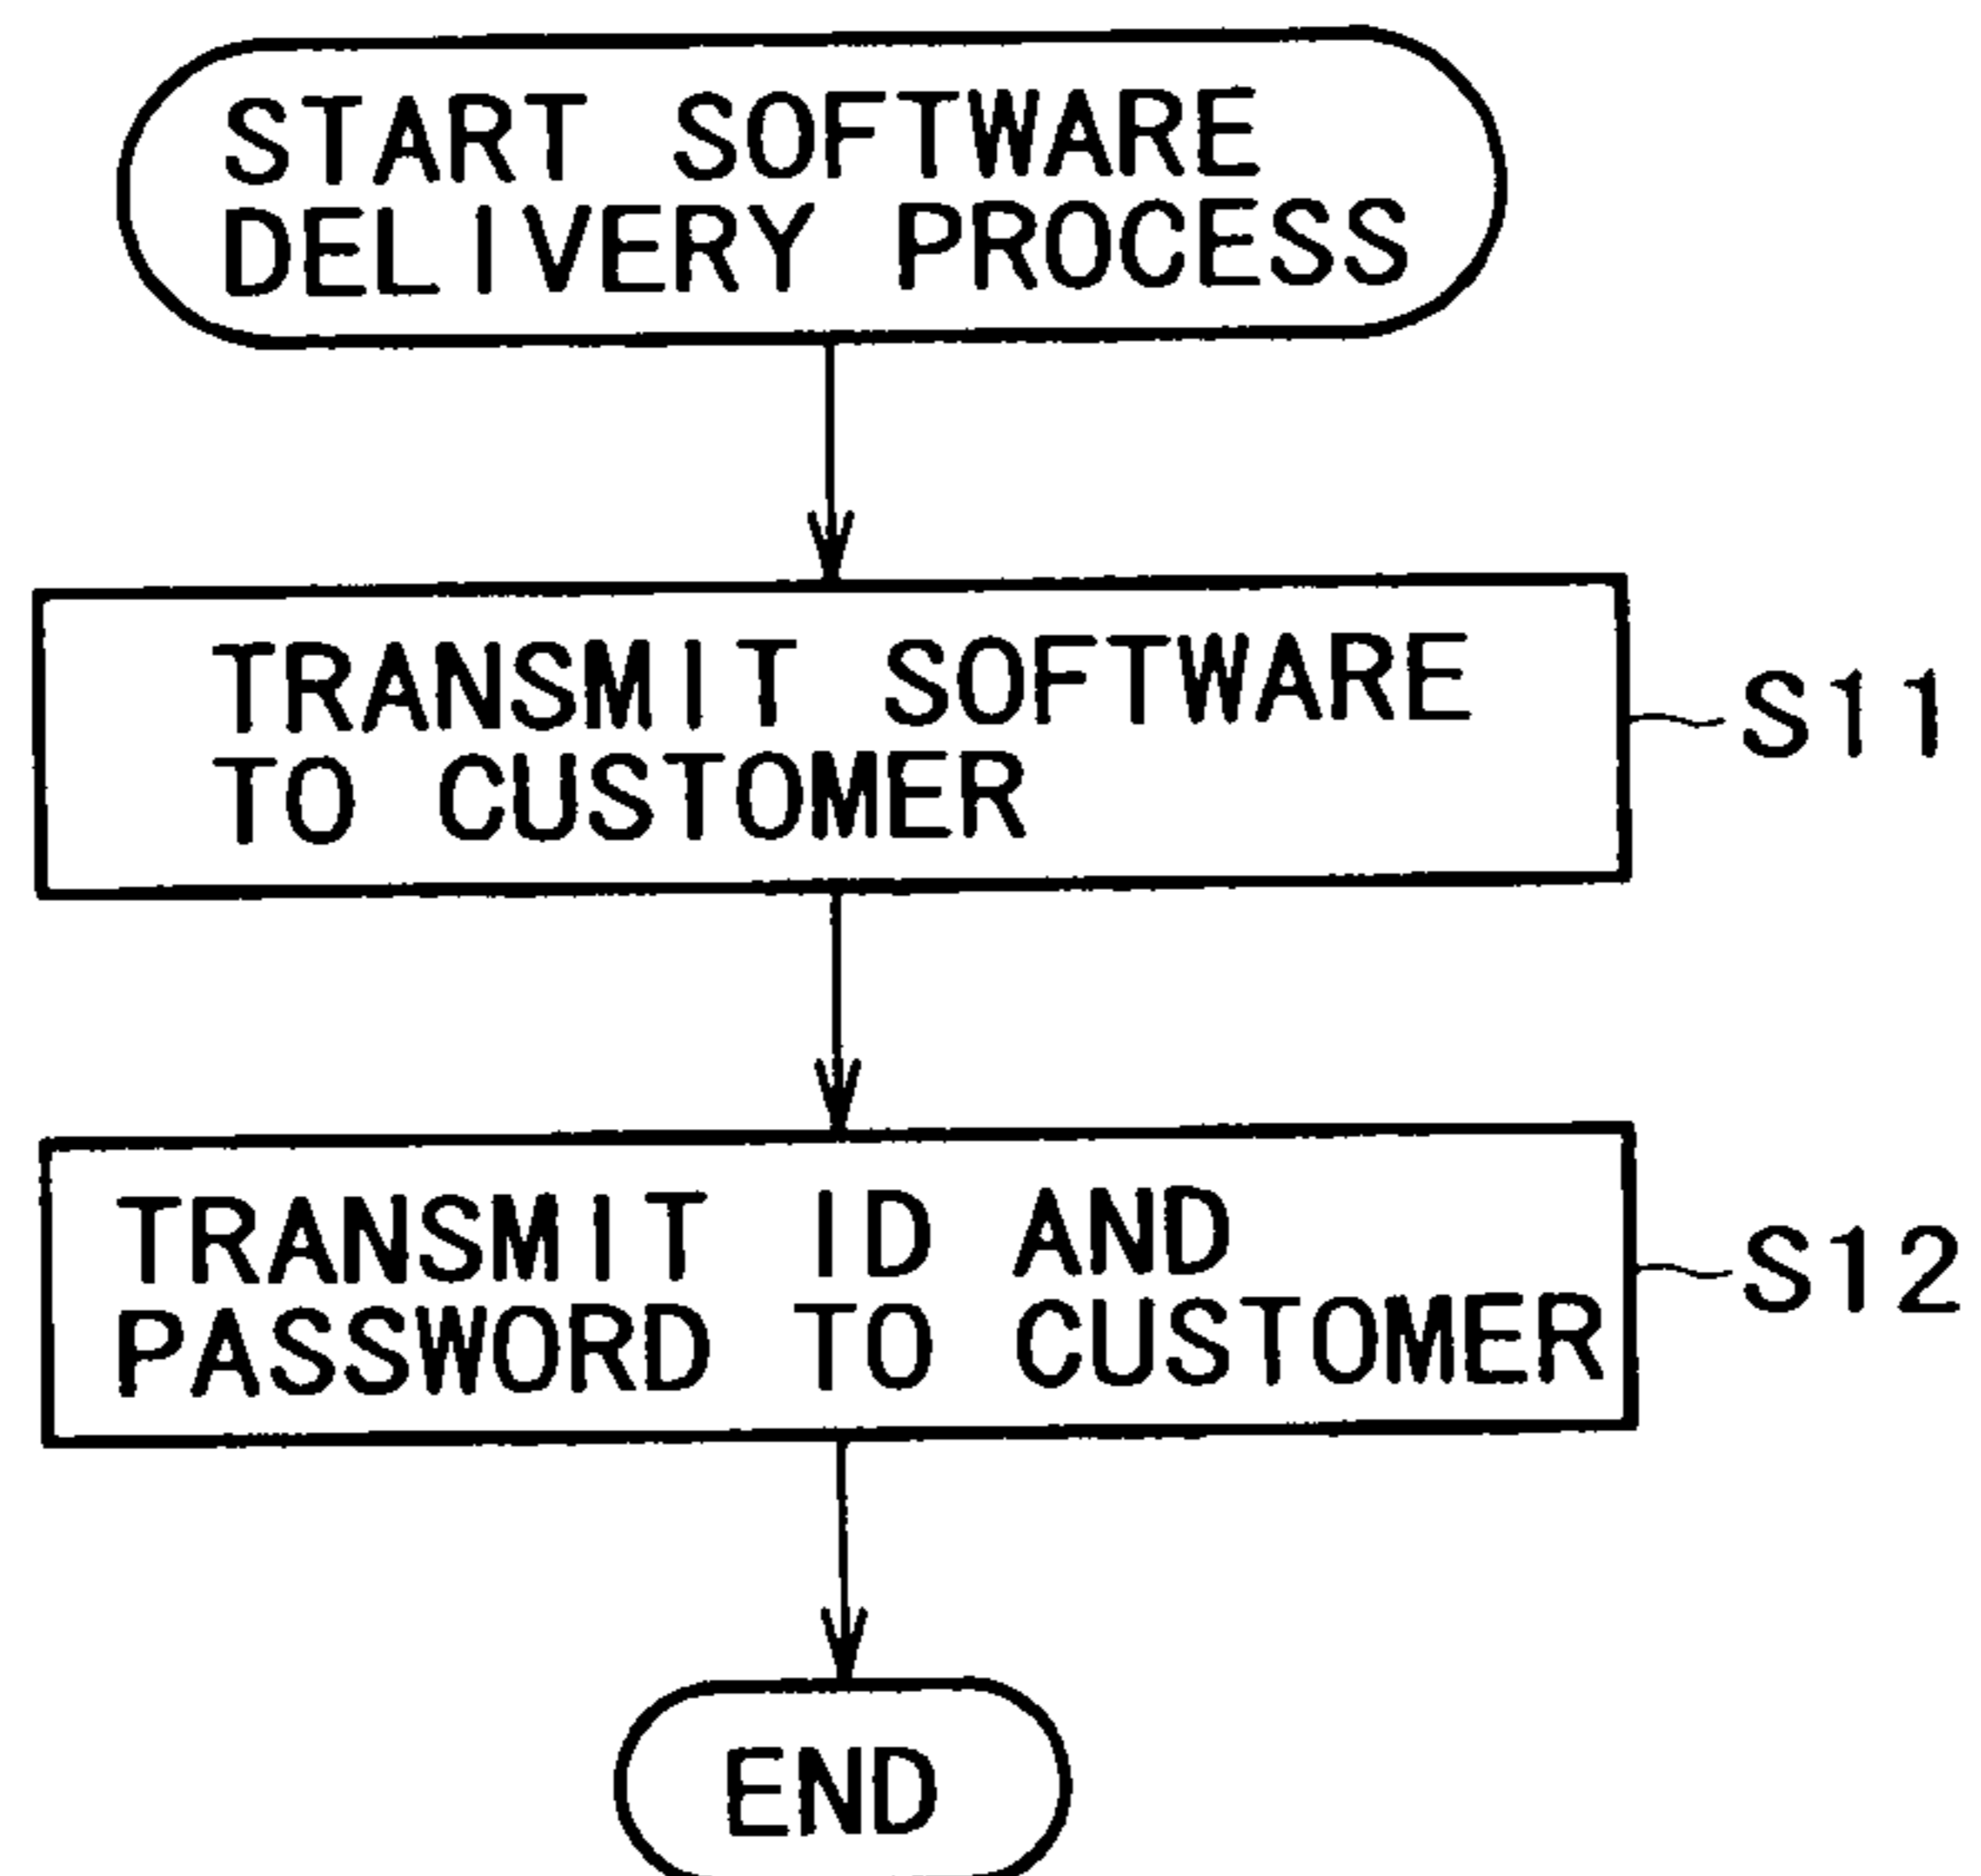 START SOFTWARE
DELIVERY PROCESS
TRANSMIT SOFTWARE
TO CUSTOMER
S11
TRANSMIT ID AND
PASSWORD TO CUSTOMER
S12
END